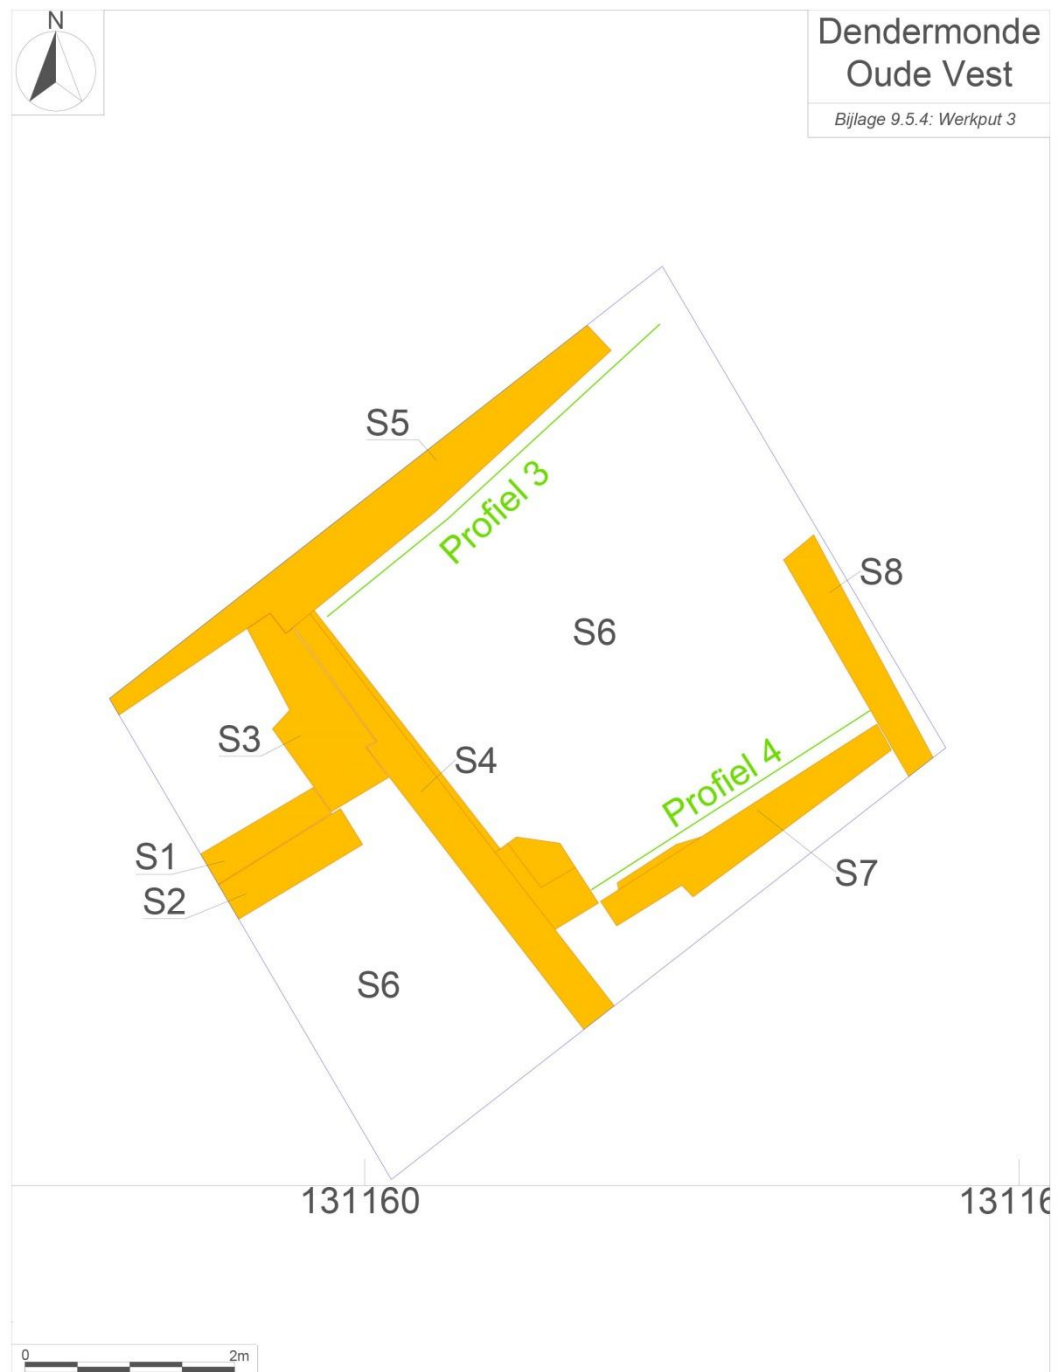 N
Dendermonde
Oude Vest
Bijlage 9.5.4: Werkput 3
S5
Profiel 3
S8
S6
S3
S4
Profiel 4
S1
S7
S2
S6
131160
13116
0 2m